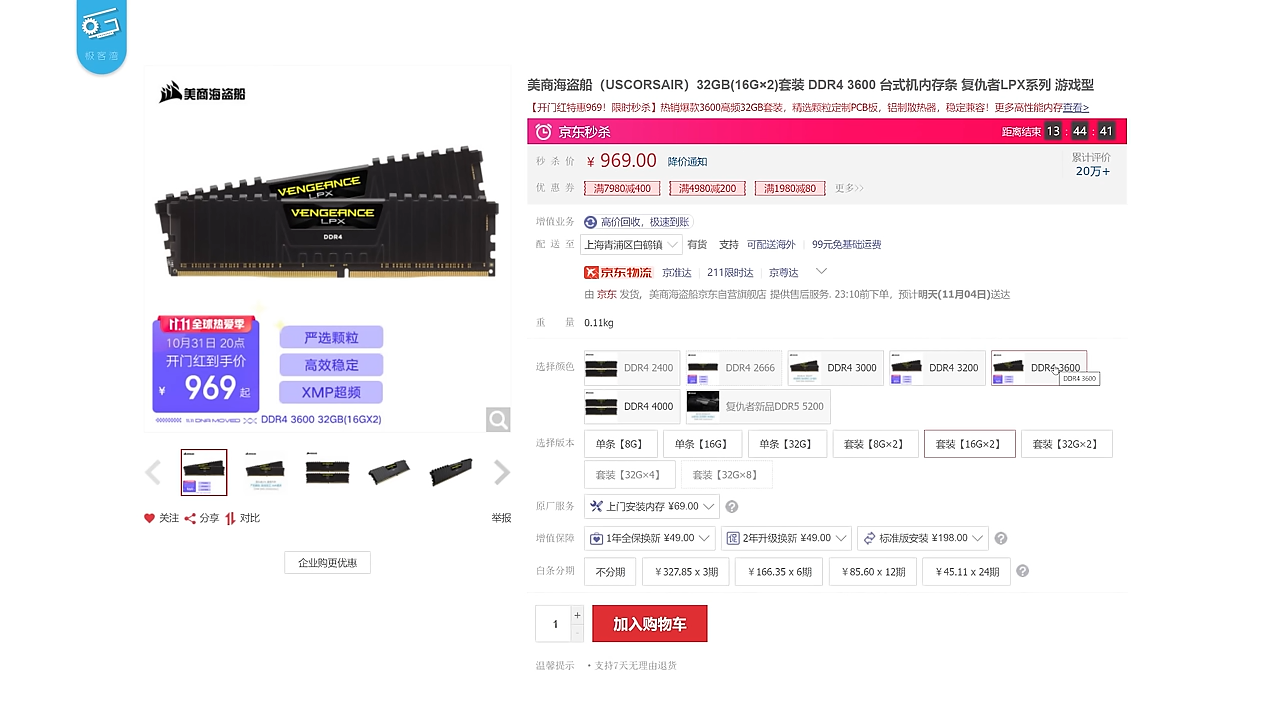 极客湾
美商海盗船
VENGEANCE
LPX
VENGEANCE
LPX
DDR4
11.11全球热爱季
10月31日 20点
开门红到手价
¥ 969起
严选颗粒
高效稳定
XMP超频
DDR4 3600 32GB(16GX2)
关注 分享 对比
举报
企业购更优惠
美商海盗船（USCORSAIR）32GB(16G×2)套装 DDR4 3600 台式机内存条 复仇者LPX系列 游戏型
【开门红特惠969！限时秒杀】热销爆款3600高频32GB套装，精选颗粒定制PCB板，铝制散热器，稳定兼容！更多高性能内存查看>
京东秒杀
距离结束 13 : 44 : 41
秒杀价 ¥ 969.00 降价通知
累计评价
20万+
优惠券 满7980减400 满4980减200 满1980减80 更多>>
增值业务 高价回收，极速到账
配送至 上海青浦区白鹤镇 有货 支持 可配送海外 99元免基础运费
京东物流 京准达 211限时达 京尊达
由 京东 发货，美商海盗船京东自营旗舰店 提供售后服务. 23:10前下单，预计明天(11月04日)送达
重量 0.11kg
选择颜色 DDR4 2400 DDR4 2666 DDR4 3000 DDR4 3200 DDR4 3600
DDR4 3600
DDR4 4000 复仇者新品DDR5 5200
选择版本 单条【8G】 单条【16G】 单条【32G】 套装【8G×2】 套装【16G×2】 套装【32G×2】
套装【32G×4】 套装【32G×8】
原厂服务 上门安装内存 ¥69.00
增值保障 1年全保换新 ¥49.00 2年升级换新 ¥49.00 标准版安装 ¥198.00
白条分期 不分期 ￥327.85 x 3期 ￥166.35 x 6期 ￥85.60 x 12期 ￥45.11 x 24期
1 + -
加入购物车
温馨提示 •支持7天无理由退货